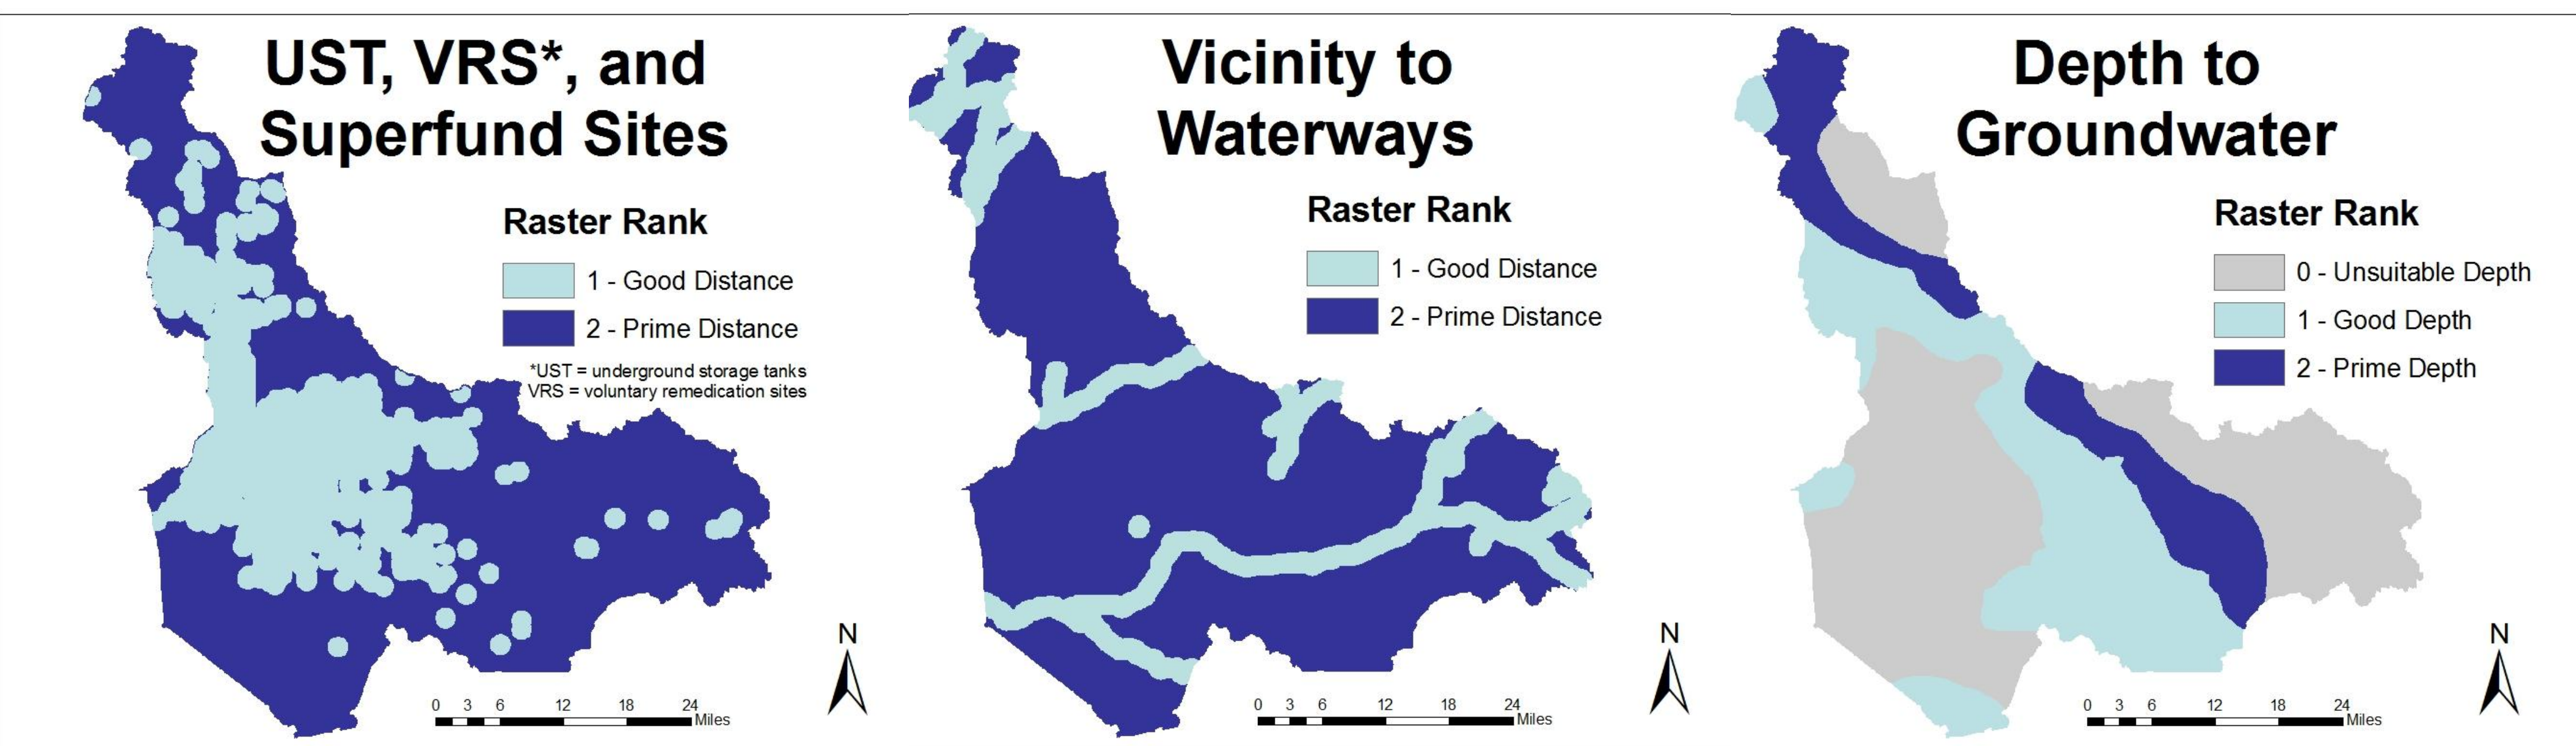 UST, VRS*, and
Superfund Sites
Raster Rank
1 - Good Distance
2 - Prime Distance
*UST = underground storage tanks
VRS = voluntary remedication sites
N
0 3 6 12 18 24
Miles
Vicinity to
Waterways
Raster Rank
1 - Good Distance
2 - Prime Distance
N
0 3 6 12 18 24
Miles
Depth to
Groundwater
Raster Rank
0 - Unsuitable Depth
1 - Good Depth
2 - Prime Depth
N
0 3 6 12 18 24
Miles